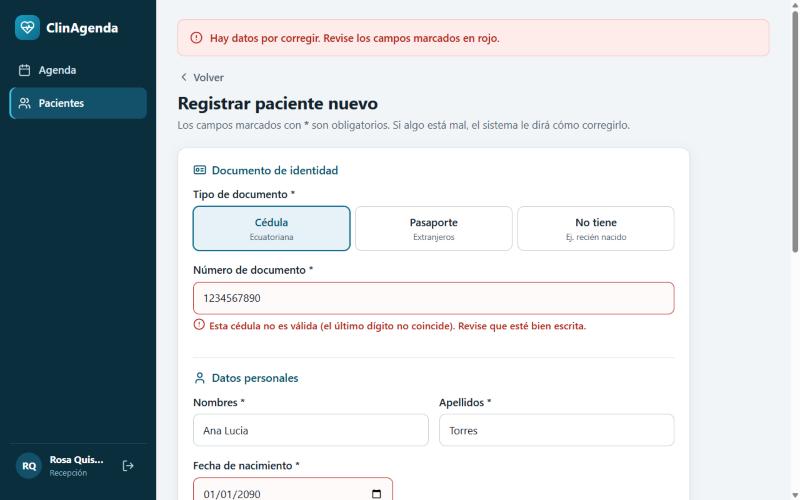 ClinAgenda
Agenda
Pacientes
RQ
Rosa Quis...
Recepción
Hay datos por corregir. Revise los campos marcados en rojo.
Volver
Registrar paciente nuevo
Los campos marcados con * son obligatorios. Si algo está mal, el sistema le dirá cómo corregirlo.
Documento de identidad
Tipo de documento *
Cédula
Ecuatoriana
Pasaporte
Extranjeros
No tiene
Ej. recién nacido
Número de documento *
1234567890
Esta cédula no es válida (el último dígito no coincide). Revise que esté bien escrita.
Datos personales
Nombres *
Apellidos *
Ana Lucia
Torres
Fecha de nacimiento *
01/01/2090